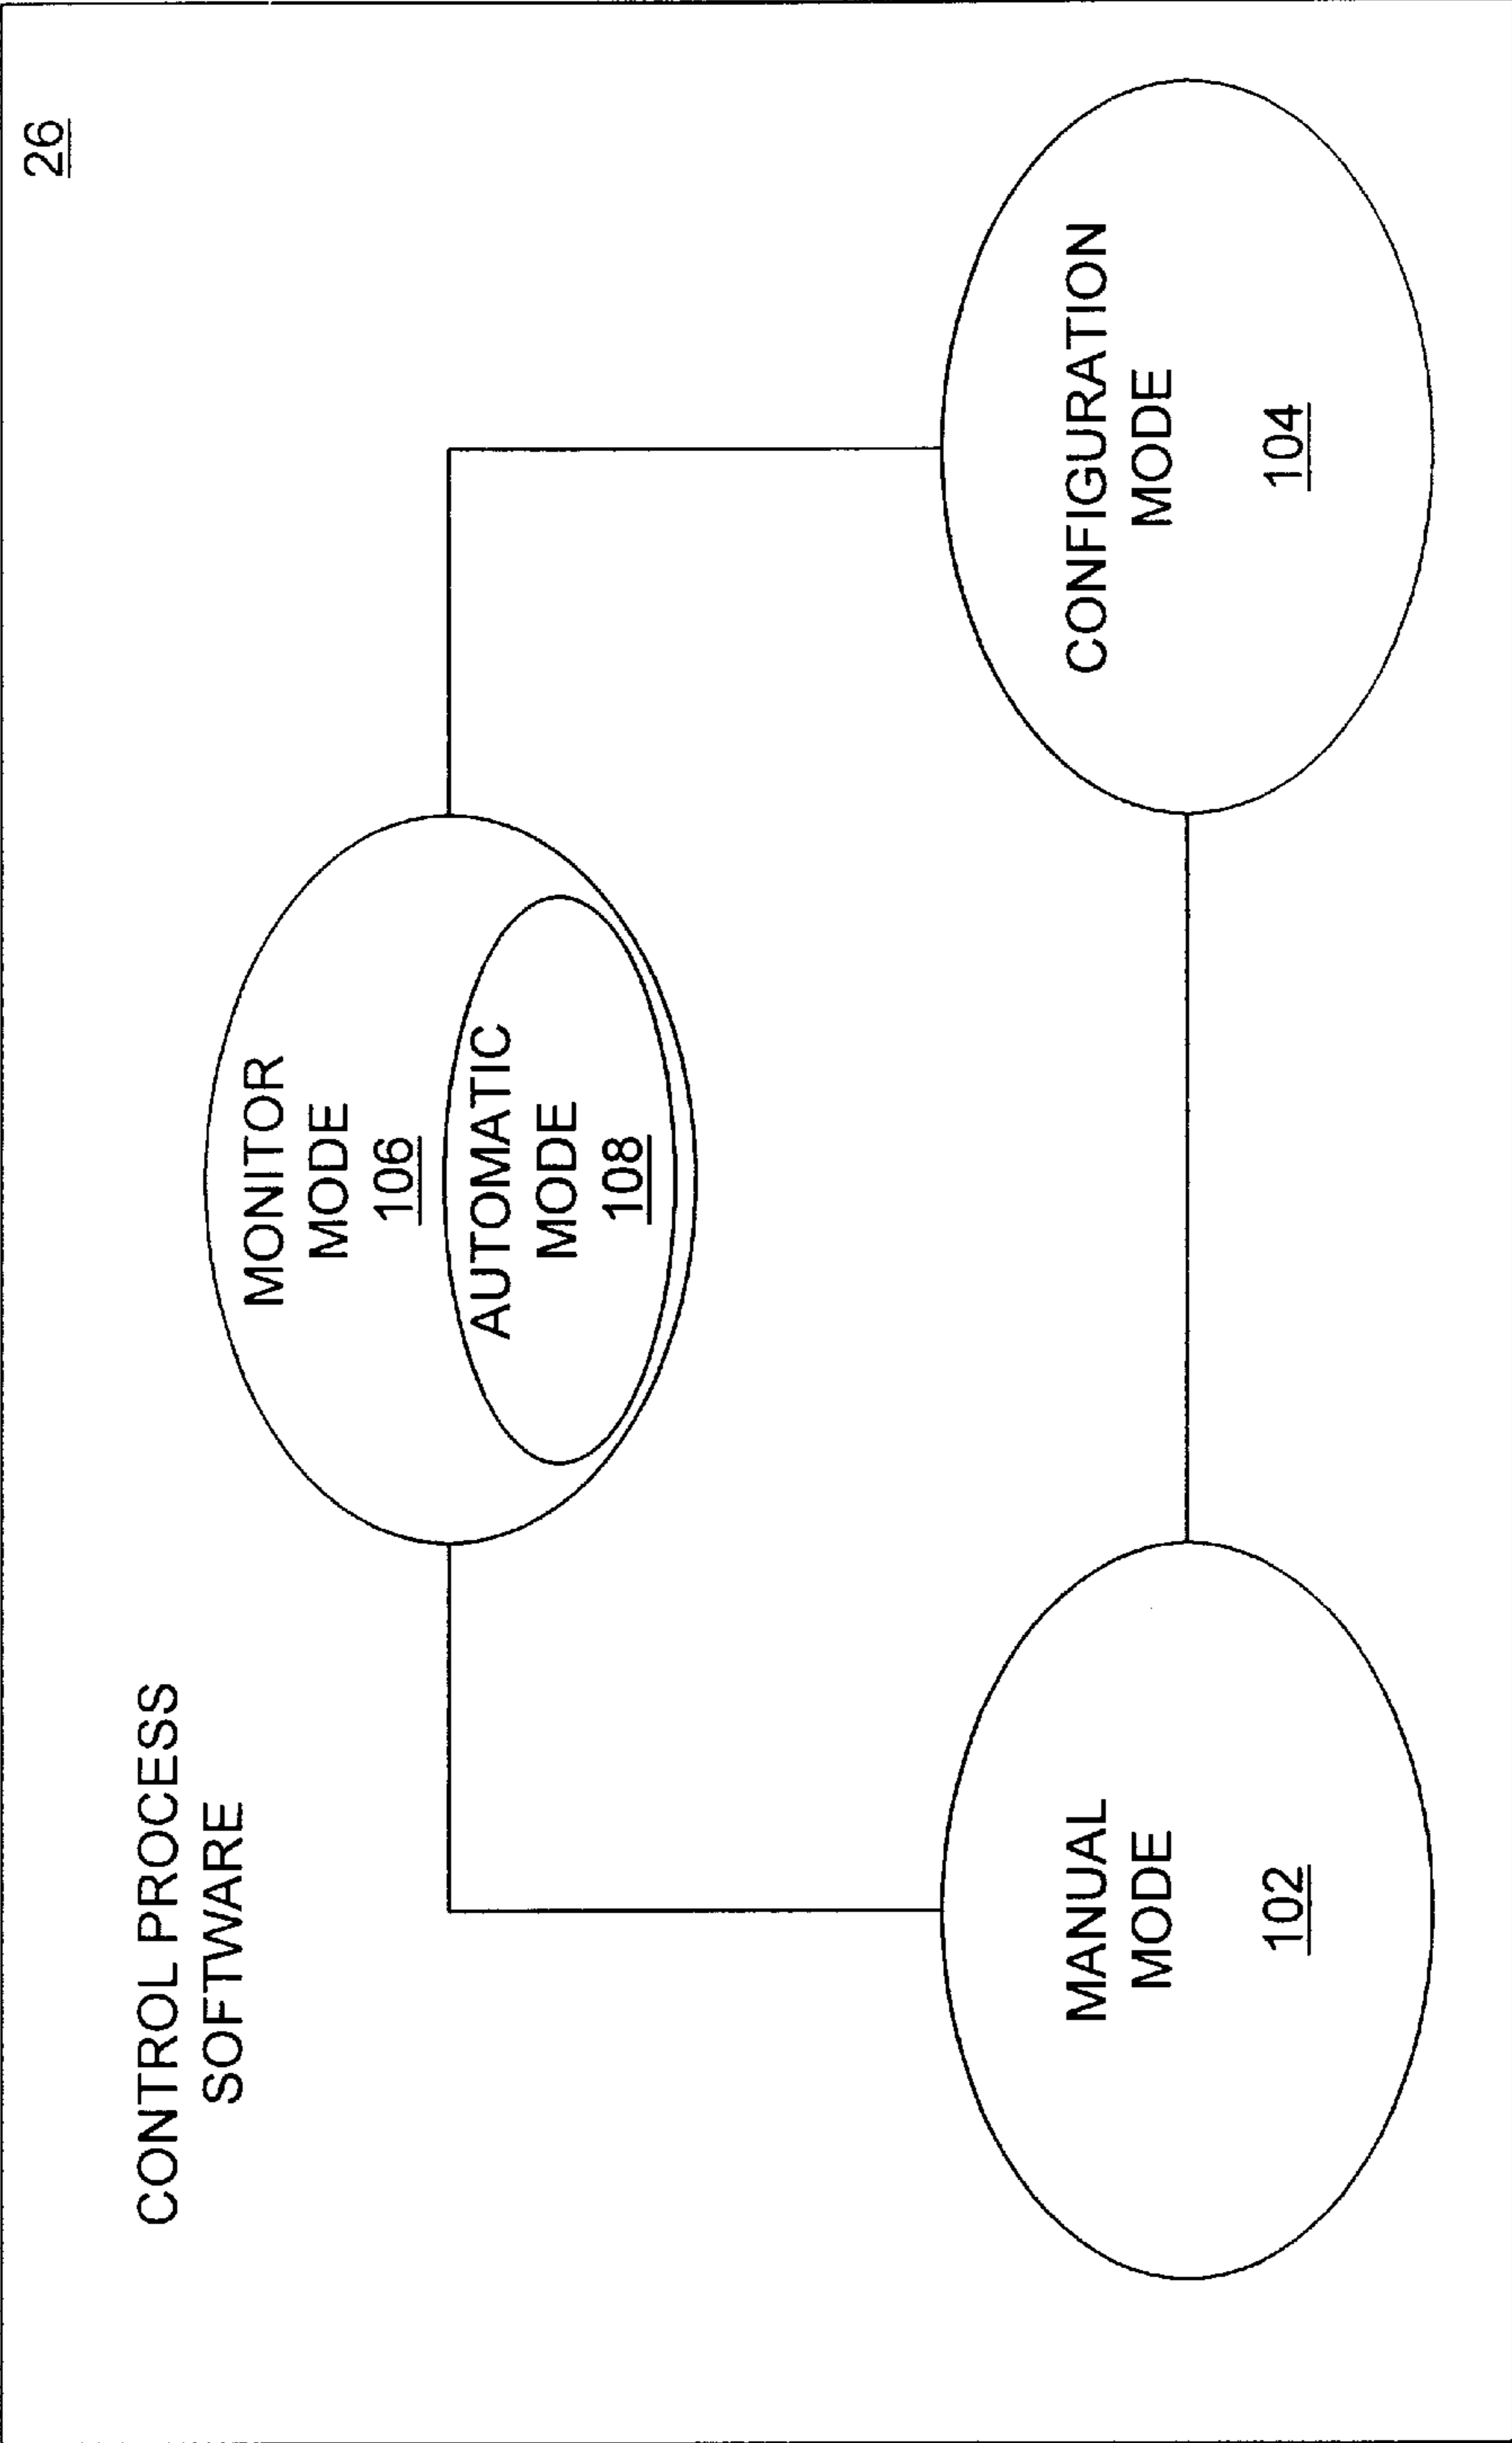 26
CONTROL PROCESS
SOFTWARE
MONITOR
MODE
106
AUTOMATIC
MODE
108
MANUAL
MODE
102
CONFIGURATION
MODE
104